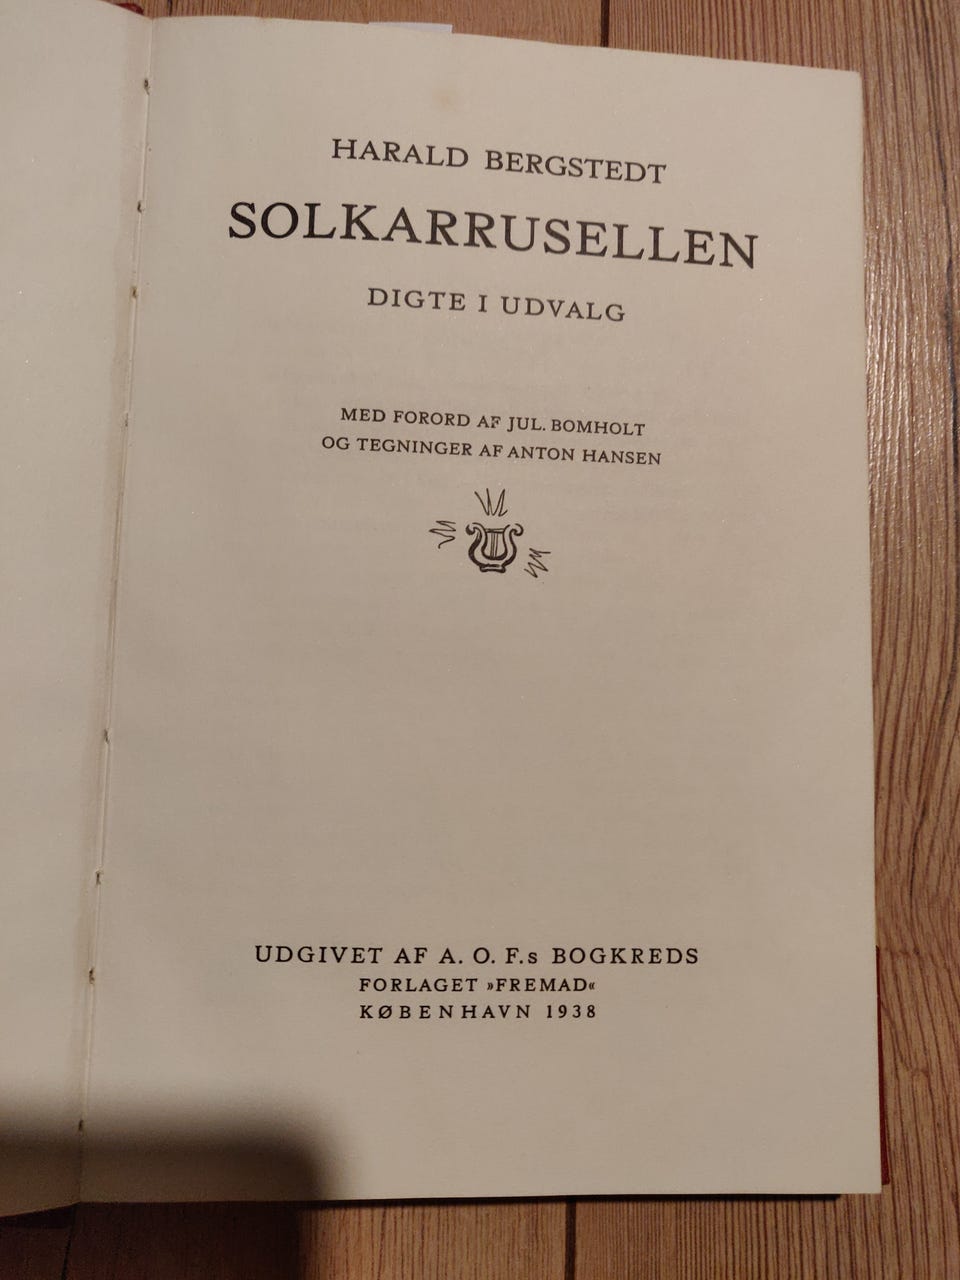 HARALD BERGSTEDT
SOLKARRUSELLEN
DIGTE I UDVALG
MED FORORD AF JUL. BOMHOLT
OG TEGNINGER AF ANTON HANSEN
UDGIVET AF A. O. F.s BOGKREDS
FORLAGET »FREMAD«
KØBENHAVN 1938